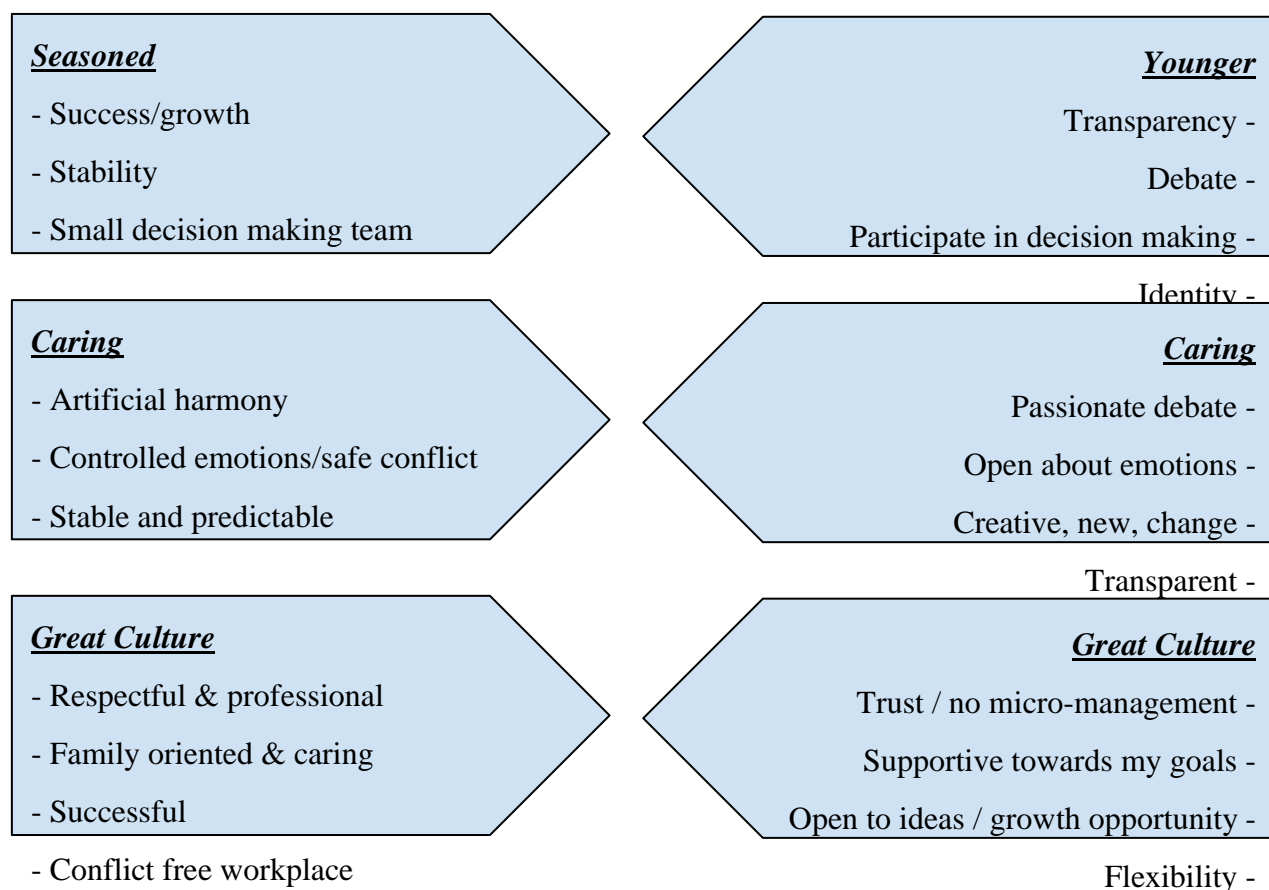 Seasoned
- Success/growth
- Stability
- Small decision making team
Younger
Transparency -
Debate -
Participate in decision making -
Identity -
Caring
- Artificial harmony
- Controlled emotions/safe conflict
- Stable and predictable
Caring
Passionate debate -
Open about emotions -
Creative, new, change -
Transparent -
Great Culture
- Respectful & professional
- Family oriented & caring
- Successful
- Conflict free workplace
Great Culture
Trust / no micro-management -
Supportive towards my goals -
Open to ideas / growth opportunity -
Flexibility -